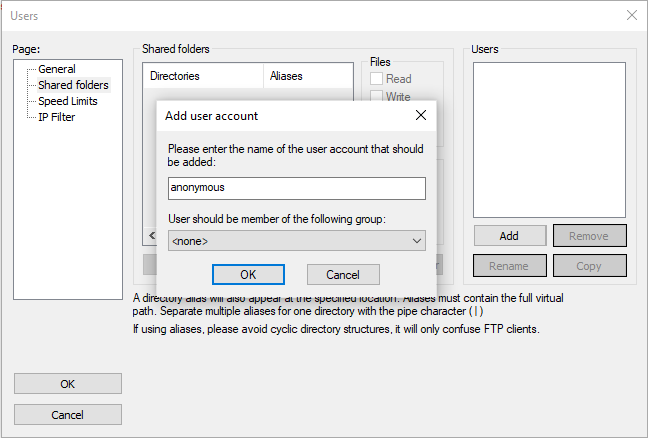 Users
Page:
General
Shared folders
Speed Limits
IP Filter
Shared folders
Directories
Aliases
Files
Read
Write
Users
Add user account
Please enter the name of the user account that should
be added:
anonymous
User should be member of the following group:
<none>
OK
Cancel
Add
Remove
Rename
Copy
A directory alias will also appear at the specified location. Aliases must contain the full virtual
path. Separate multiple aliases for one directory with the pipe character (|)
If using aliases, please avoid cyclic directory structures, it will only confuse FTP clients.
OK
Cancel